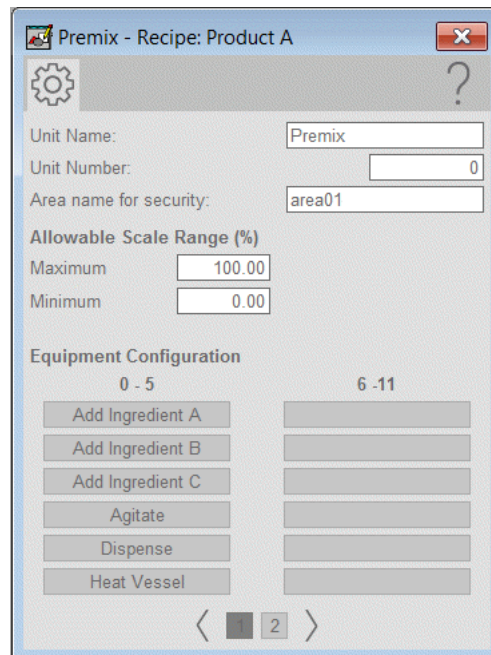 Premix - Recipe: Product A
?
Unit Name: Premix
Unit Number: 0
Area name for security: area01
Allowable Scale Range (%)
Maximum 100.00
Minimum 0.00
Equipment Configuration
0 - 5 6 -11
Add Ingredient A
Add Ingredient B
Add Ingredient C
Agitate
Dispense
Heat Vessel
1 2